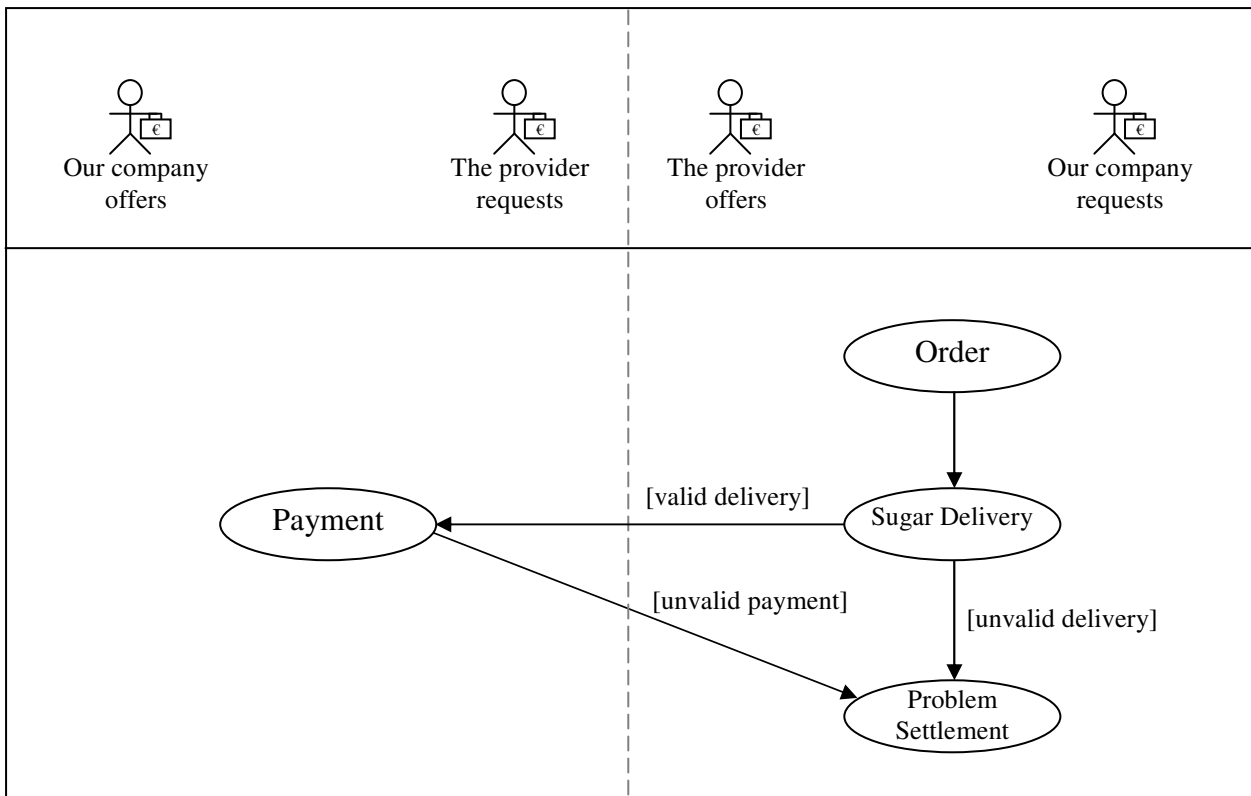 €
€
€
€
Our company
offers
The provider
requests
The provider
offers
Our company
requests
Order
[valid delivery]
Payment
Sugar Delivery
[unvalid payment]
[unvalid delivery]
Problem
Settlement